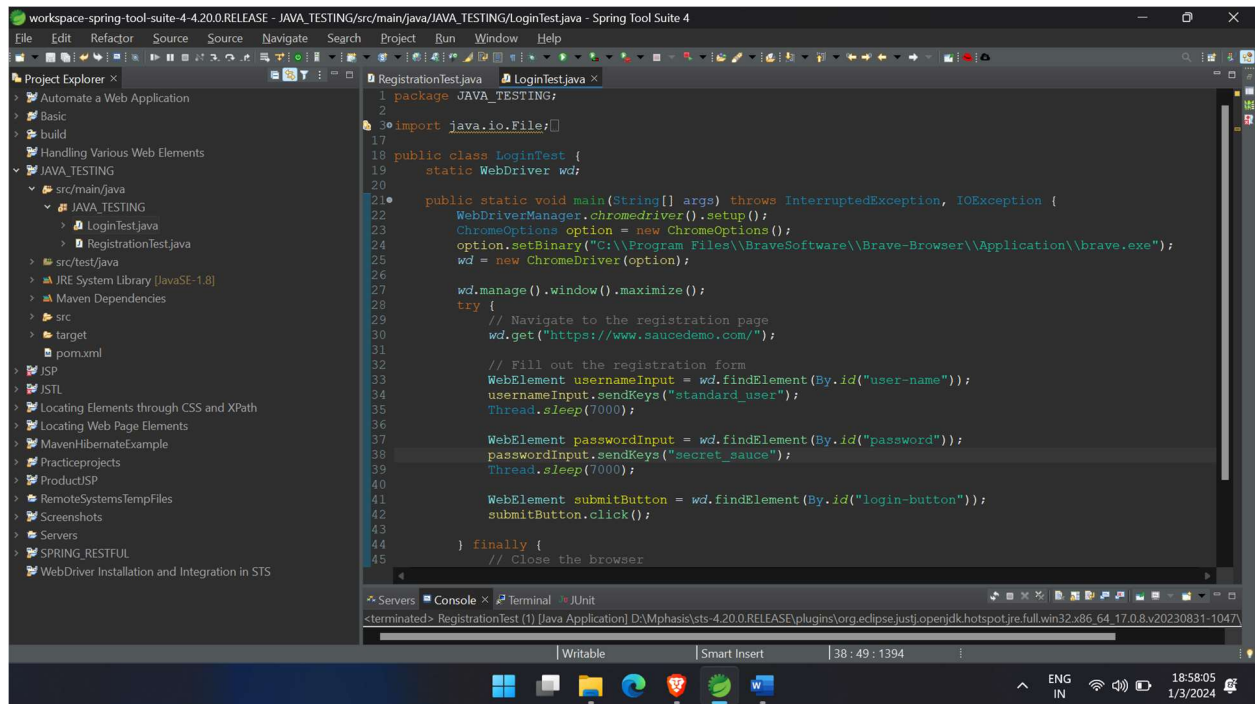 workspace-spring-tool-suite-4-4.20.0.RELEASE - JAVA_TESTING/src/main/java/JAVA_TESTING/LoginTest.java - Spring Tool Suite 4
File Edit Refactor Source Source Navigate Search Project Run Window Help
Project Explorer
Automate a Web Application
Basic
build
Handling Various Web Elements
JAVA_TESTING
src/main/java
JAVA_TESTING
LoginTest.java
RegistrationTest.java
src/test/java
JRE System Library [JavaSE-1.8]
Maven Dependencies
src
target
pom.xml
JSP
JSTL
Locating Elements through CSS and XPath
Locating Web Page Elements
MavenHibernateExample
Practiceprojects
ProductJSP
RemoteSystemsTempFiles
Screenshots
Servers
SPRING_RESTFUL
WebDriver Installation and Integration in STS
RegistrationTest.java LoginTest.java
1 package JAVA_TESTING;
2
3 import java.io.File;
17
18 public class LoginTest {
19 static WebDriver wd;
20
21 public static void main(String[] args) throws InterruptedException, IOException {
22 WebDriverManager.chromedriver().setup();
23 ChromeOptions option = new ChromeOptions();
24 option.setBinary("C:\\Program Files\\BraveSoftware\\Brave-Browser\\Application\\brave.exe");
25 wd = new ChromeDriver(option);
26
27 wd.manage().window().maximize();
28 try {
29 // Navigate to the registration page
30 wd.get("https://www.saucedemo.com/");
31
32 // Fill out the registration form
33 WebElement usernameInput = wd.findElement(By.id("user-name"));
34 usernameInput.sendKeys("standard_user");
35 Thread.sleep(7000);
36
37 WebElement passwordInput = wd.findElement(By.id("password"));
38 passwordInput.sendKeys("secret_sauce");
39 Thread.sleep(7000);
40
41 WebElement submitButton = wd.findElement(By.id("login-button"));
42 submitButton.click();
43
44 } finally {
45 // Close the browser
Servers Console Terminal JUnit
<terminated> RegistrationTest (1) [Java Application] D:\Mphasis\sts-4.20.0.RELEASE\plugins\org.eclipse.justj.openjdk.hotspot.jre.full.win32.x86_64_17.0.8.v20230831-1047\
Writable Smart Insert 38 : 49 : 1394
ENG IN 18:58:05
1/3/2024